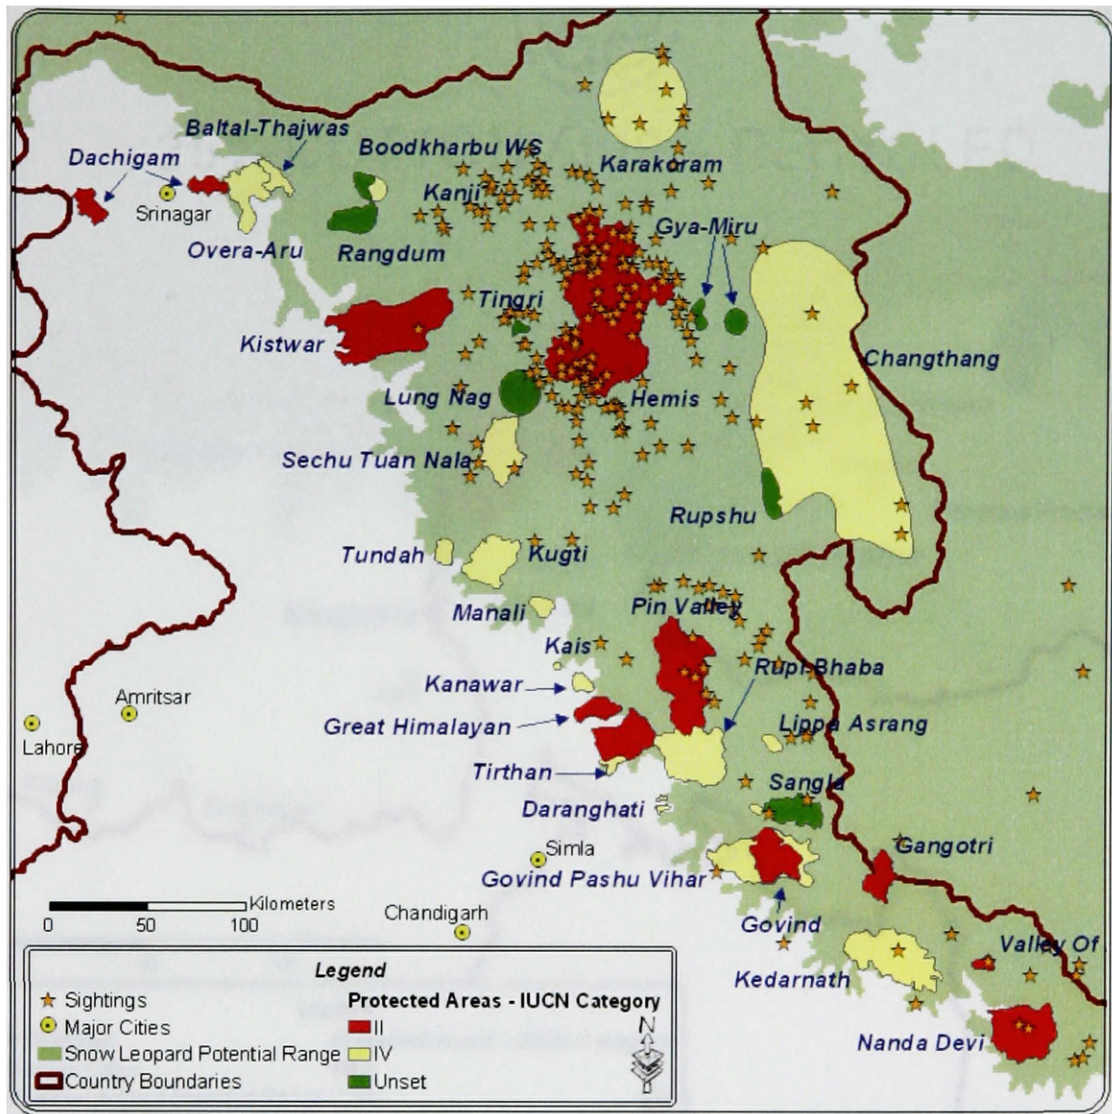 Baltal-Thajwas
Dachigam
Boodkharbu WS
Karakoram
Kanji
Srinagar
Gya-Miru
Overa-Aru
Rangdum
Tingri
Kistwar
Changthang
Lung Nag
Hemis
Sechu Tuan Nala
Rupshu
Tundah
Kugti
Manali
Pin Valley
Kais
Rupi Bhaba
Kanawar
Amritsar
Great Himalayan
Lippa Asrang
Lahore
Tirthan
Sangla
Daranghati
Simla
Gangotri
Govind Pashu Vihar
Kilometers
0 50 100
Chandigarh
Govind
Valley Of
Kedarnath
Nanda Devi
Legend
Sightings
Major Cities
Snow Leopard Potential Range
Country Boundaries
Protected Areas - IUCN Category
II
IV
Unset
N